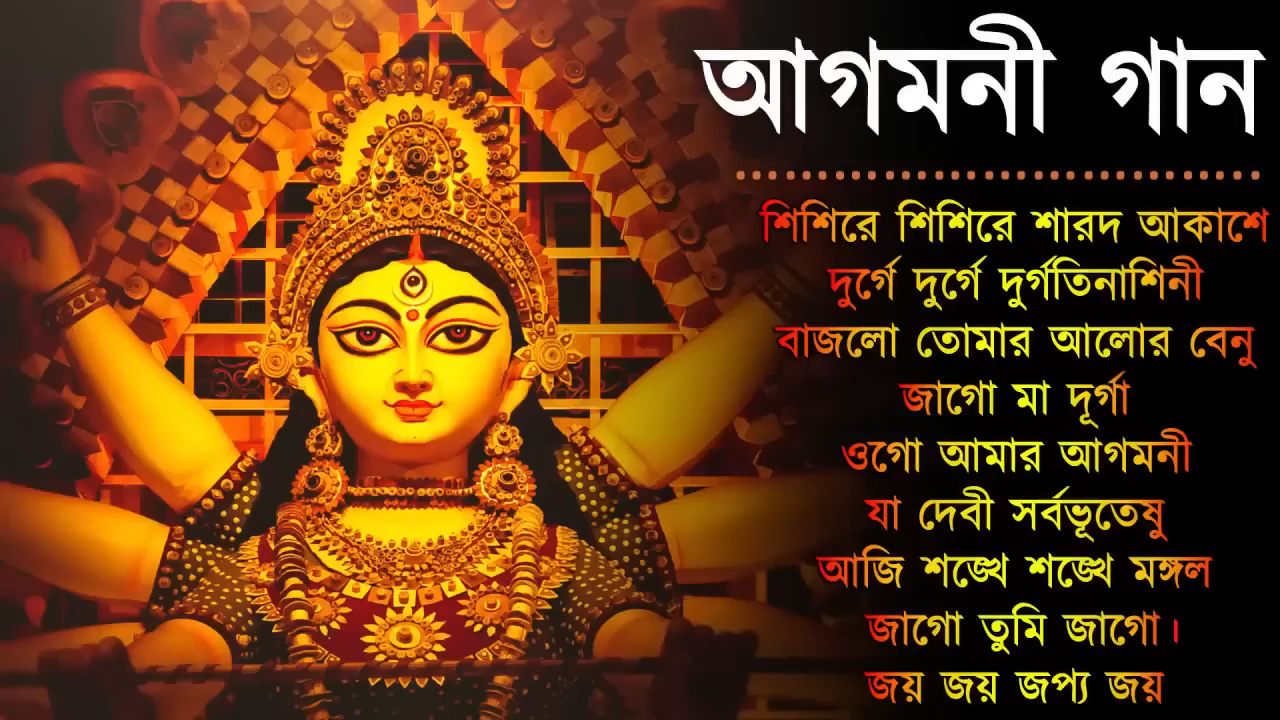 আগমনী গান
শিশিরে শিশিরে শারদ আকাশে
দুর্গে দুর্গে দুর্গতিনাশিনী
বাজলো তোমার আলোর বেনু
জাগো মা দূর্গা
ওগো আমার আগমনী
যা দেবী সর্বভূতেষু
আজি শঙ্খে শঙ্খে মঙ্গল
জাগো তুমি জাগো।
জয় জয় জপ্য জয়